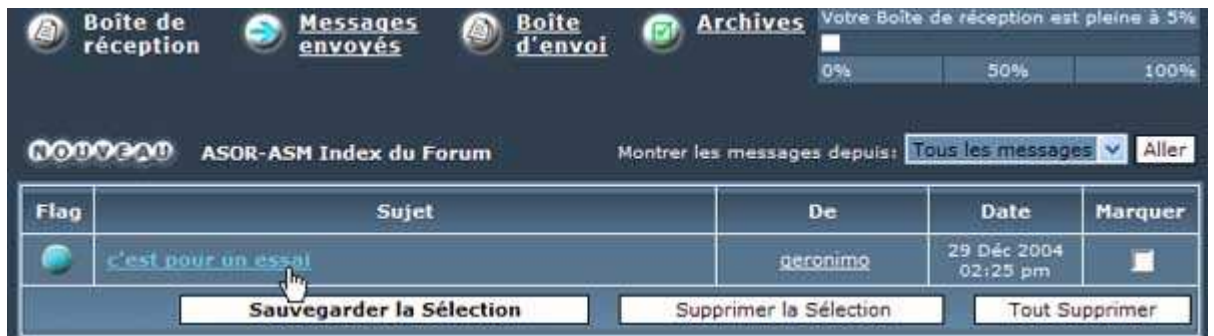 Boîte de réception
Messages envoyés
Boîte d'envoi
Archives
Votre Boîte de réception est pleine à 5%
0% 50% 100%
NOUVEAU ASOR-ASM Index du Forum Montrer les messages depuis: Tous les messages Aller
Flag Sujet De Date Marquer
c'est pour un essai geronimo 29 Déc 2004 02:25 pm
Sauvegarder la Sélection Supprimer la Sélection Tout Supprimer